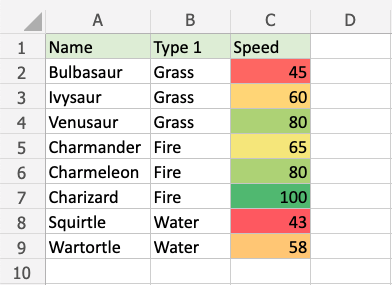 A B C D
1 Name Type 1 Speed
2 Bulbasaur Grass 45
3 Ivysaur Grass 60
4 Venusaur Grass 80
5 Charmander Fire 65
6 Charmeleon Fire 80
7 Charizard Fire 100
8 Squirtle Water 43
9 Wartortle Water 58
10